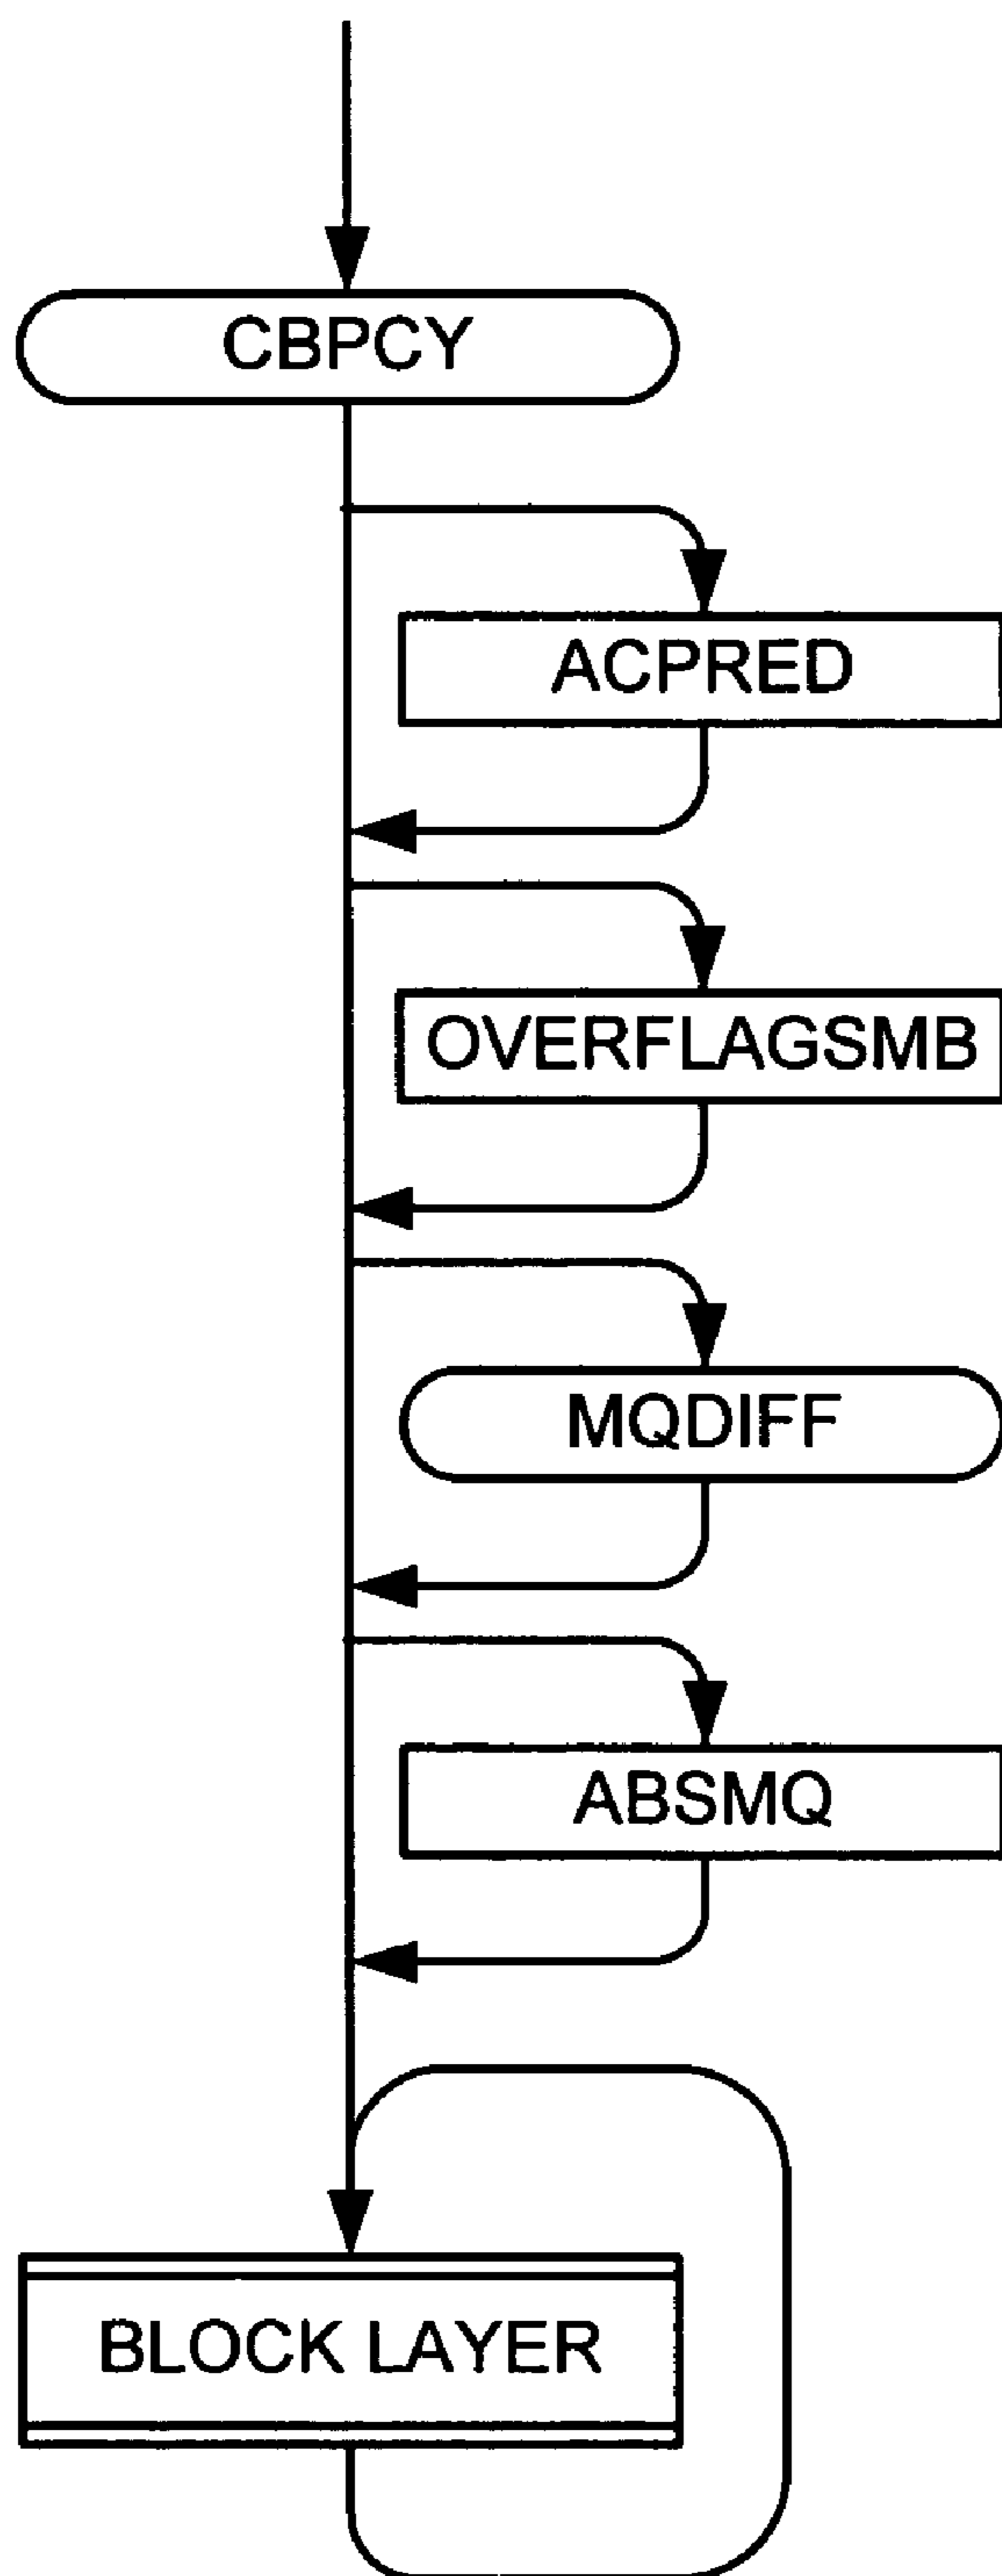 CBPCY
ACPRED
OVERFLAGSMB
MQDIFF
ABSMQ
BLOCK LAYER